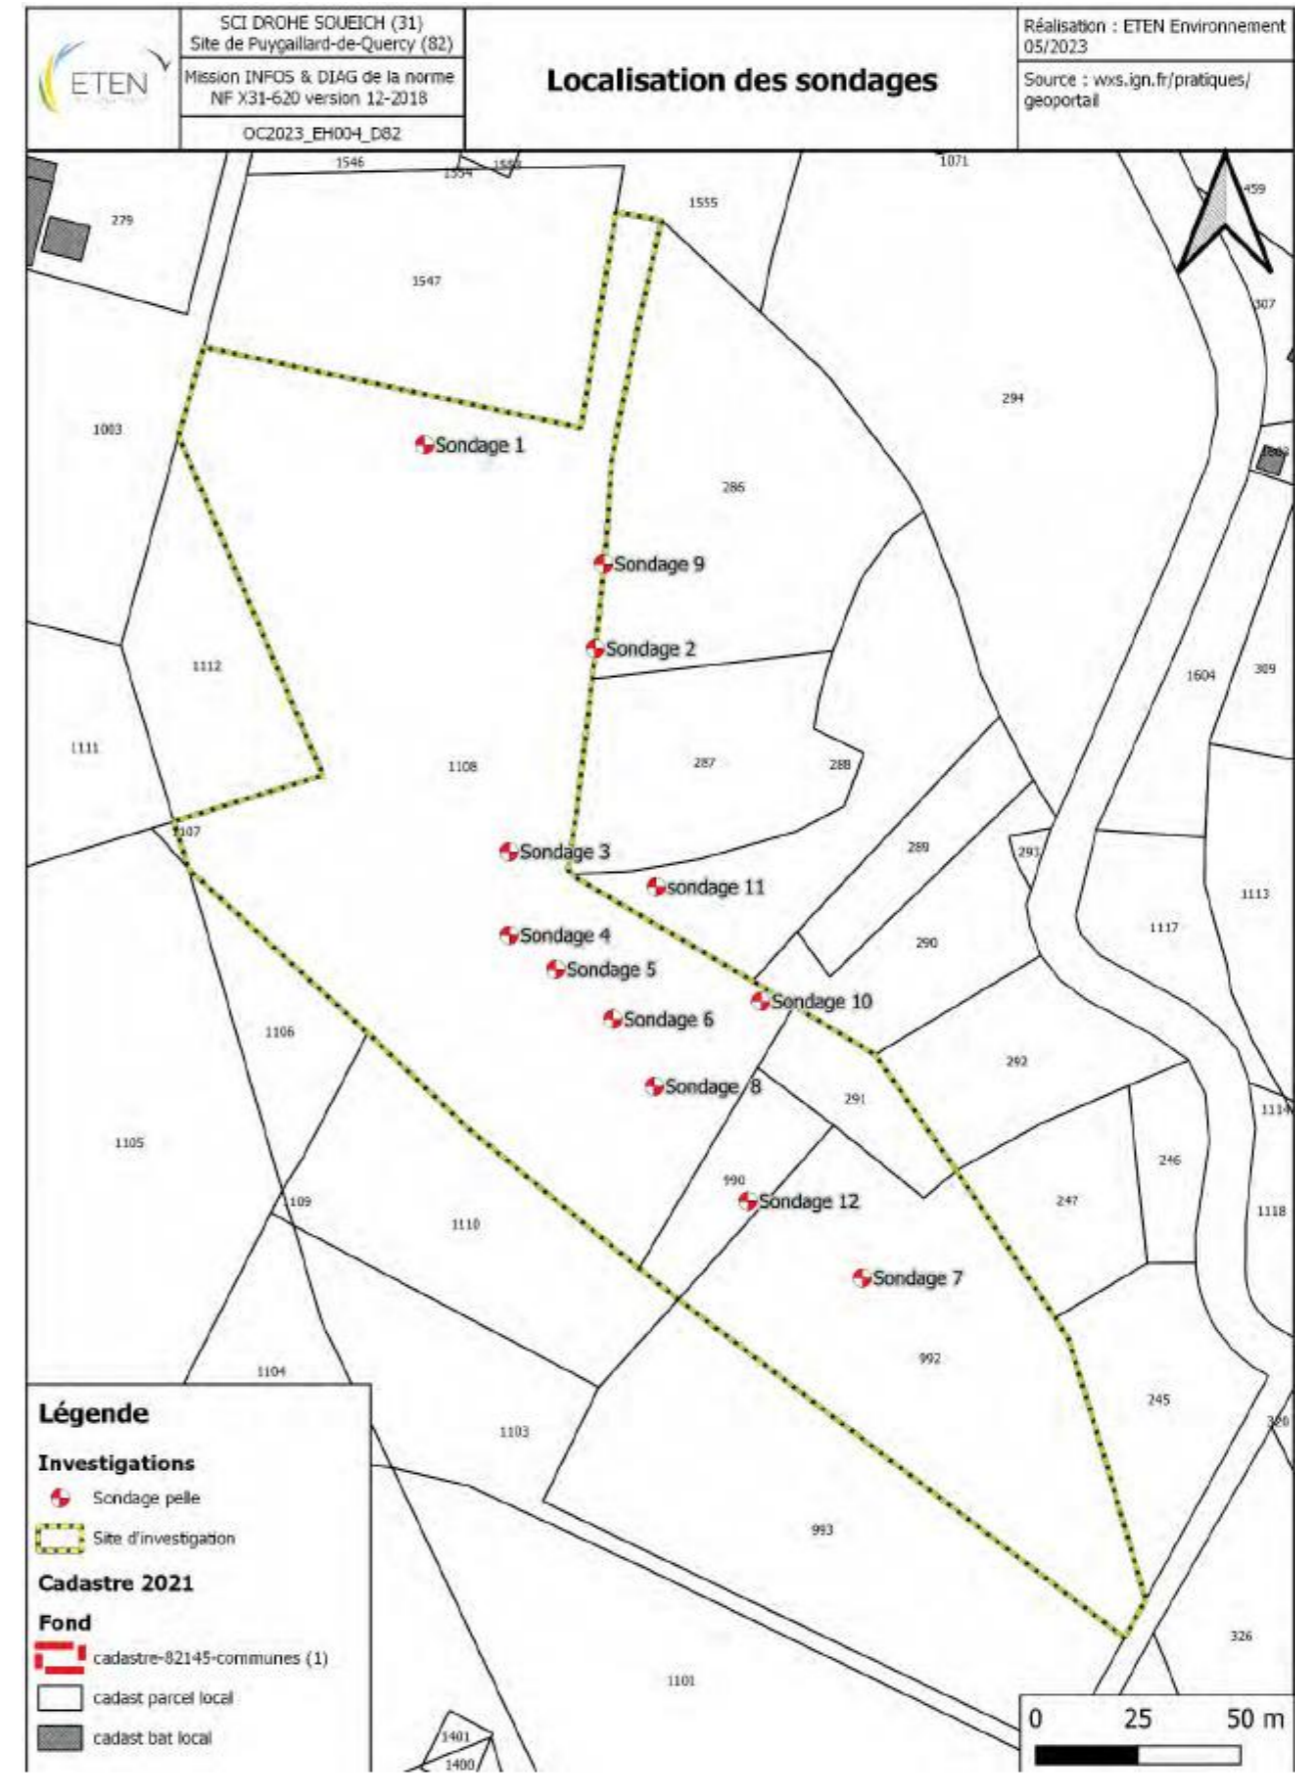 ETEN
SCI DROHE SOUEICH (31)
Site de Puygaillard-de-Quercy (82)
Mission INFOS & DIAG de la norme
NF X31-620 version 12-2018
OC2023_EH004_D82
Localisation des sondages
Réalisation : ETEN Environnement
05/2023
Source : wxs.ign.fr/pratiques/
geoportail
1546
1554
1553
1071
279
1555
459
1547
307
1003
294
Sondage 1
286
Sondage 9
Sondage 2
1112
1604
309
1111
1108
287
288
1107
289
293
Sondage 3
sondage 11
1113
1117
Sondage 4
290
Sondage 5
Sondage 10
Sondage 6
1106
292
Sondage 8
291
1114
1105
246
990
Sondage 12
247
1109
1110
1118
Sondage 7
992
1104
245
1103
993
326
1101
1401
1400
Légende
Investigations
Sondage pelle
Site d'investigation
Cadastre 2021
Fond
cadastre-82145-communes (1)
cadast parcel local
cadast bat local
0 25 50 m